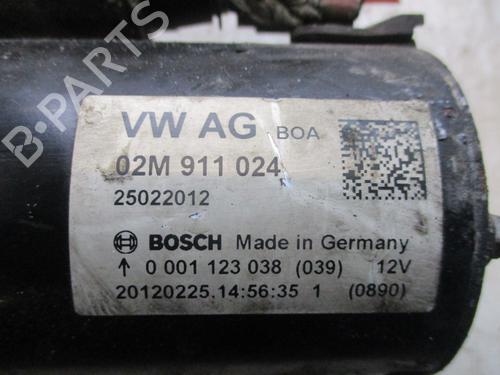 VW AG BOA
02M 911 024
25022012
BOSCH Made in Germany
↑ 0 001 123 038 (039) 12V
20120225.14:56:35 1 (0890)